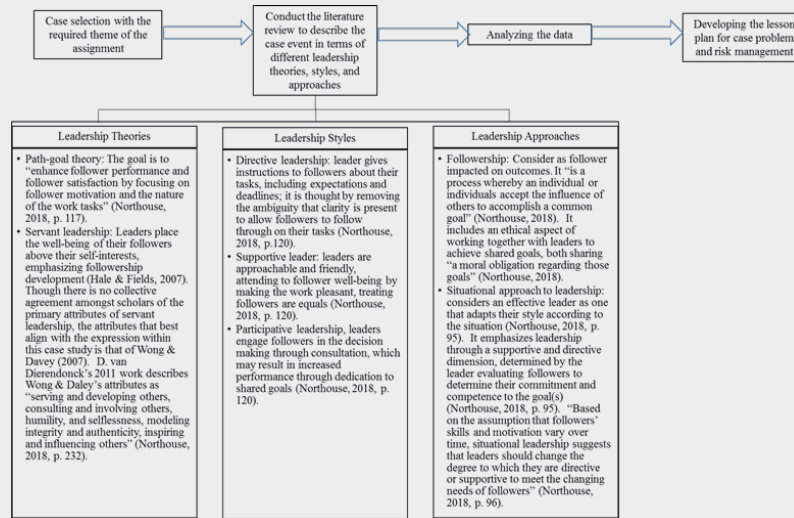 Case selection with the
required theme of the
assignment
Conduct the literature
review to describe the
case event in terms of
different leadership
theories, styles, and
approaches
Analyzing the data
Developing the lesson
plan for case problem
and risk management
Leadership Theories
• Path-goal theory: The goal is to
“enhance follower performance and
follower satisfaction by focusing on
follower motivation and the nature of
the work tasks” (Northouse,
2018, p. 117).
• Servant leadership: Leaders place
the well-being of their followers
above their self-interests,
emphasizing followership
development (Hale & Fields, 2007).
Though there is no collective
agreement amongst scholars of the
primary attributes of servant
leadership, the attributes that best
align with the expression within
this case study is that of Wong &
Davey (2007). D. van
Dierendonck’s 2011 work describes
Wong & Daley’s attributes as
“serving and developing others,
consulting and involving others,
humility, and selflessness, modeling
integrity and authenticity, inspiring
and influencing others” (Northouse,
2018, p. 232).
Leadership Styles
• Directive leadership: leader gives
instructions to followers about their
tasks, including expectations and
deadlines; it is thought by removing
the ambiguity that clarity is present
to allow followers to follow
through on their tasks (Northouse,
2018, p.120).
• Supportive leader: leaders are
approachable and friendly,
attending to follower well-being by
making the work pleasant, treating
followers are equals (Northouse,
2018, p. 120).
• Participative leadership, leaders
engage followers in the decision
making through consultation, which
may result in increased
performance through dedication to
shared goals (Northouse, 2018, p.
120).
Leadership Approaches
• Followership: Consider as follower
impacted on outcomes. It “is a
process whereby an individual or
individuals accept the influence of
others to accomplish a common
goal” (Northouse, 2018). It
includes an ethical aspect of
working together with leaders to
achieve shared goals, both sharing
“a moral obligation regarding those
goals” (Northouse, 2018).
• Situational approach to leadership:
considers an effective leader as one
that adapts their style according to
the situation (Northouse, 2018, p.
95). It emphasizes leadership
through a supportive and directive
dimension, determined by the
leader evaluating followers to
determine their commitment and
competence to the goal(s)
(Northouse, 2018, p. 95). “Based
on the assumption that followers’
skills and motivation vary over
time, situational leadership suggests
that leaders should change the
degree to which they are directive
or supportive to meet the changing
needs of followers” (Northouse,
2018, p. 96).